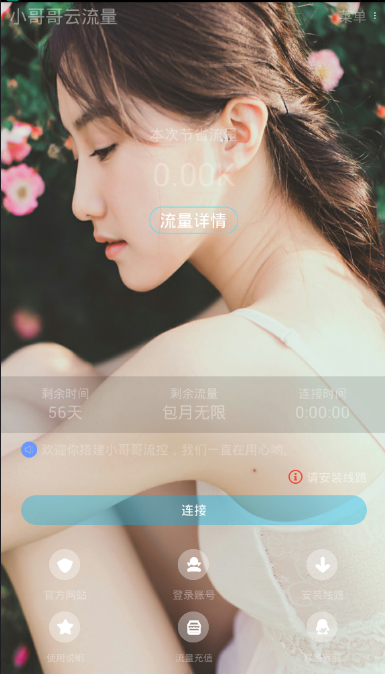 小哥哥云流量
菜单
本次节省流量
0.00K
流量详情
剩余时间 剩余流量 连接时间
56天 包月无限 0:00:00
欢迎你搭建小哥哥流控，我们一直在用心哟。
请安装线路
连接
官方网站 登录账号 安装线路
使用说明 流量充值